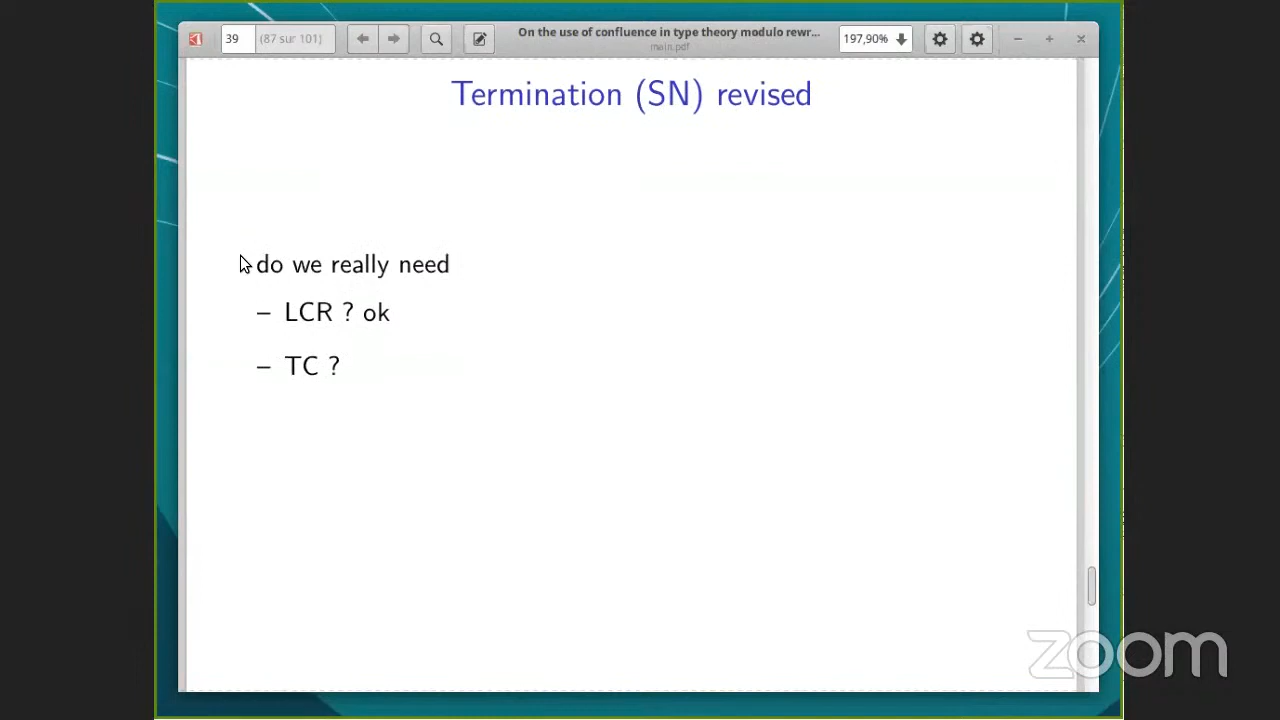 39 (87 sur 101) On the use of confluence in type theory modulo rewr... 197,90%
main.pdf
Termination (SN) revised
do we really need
– LCR ? ok
– TC ?
zoom